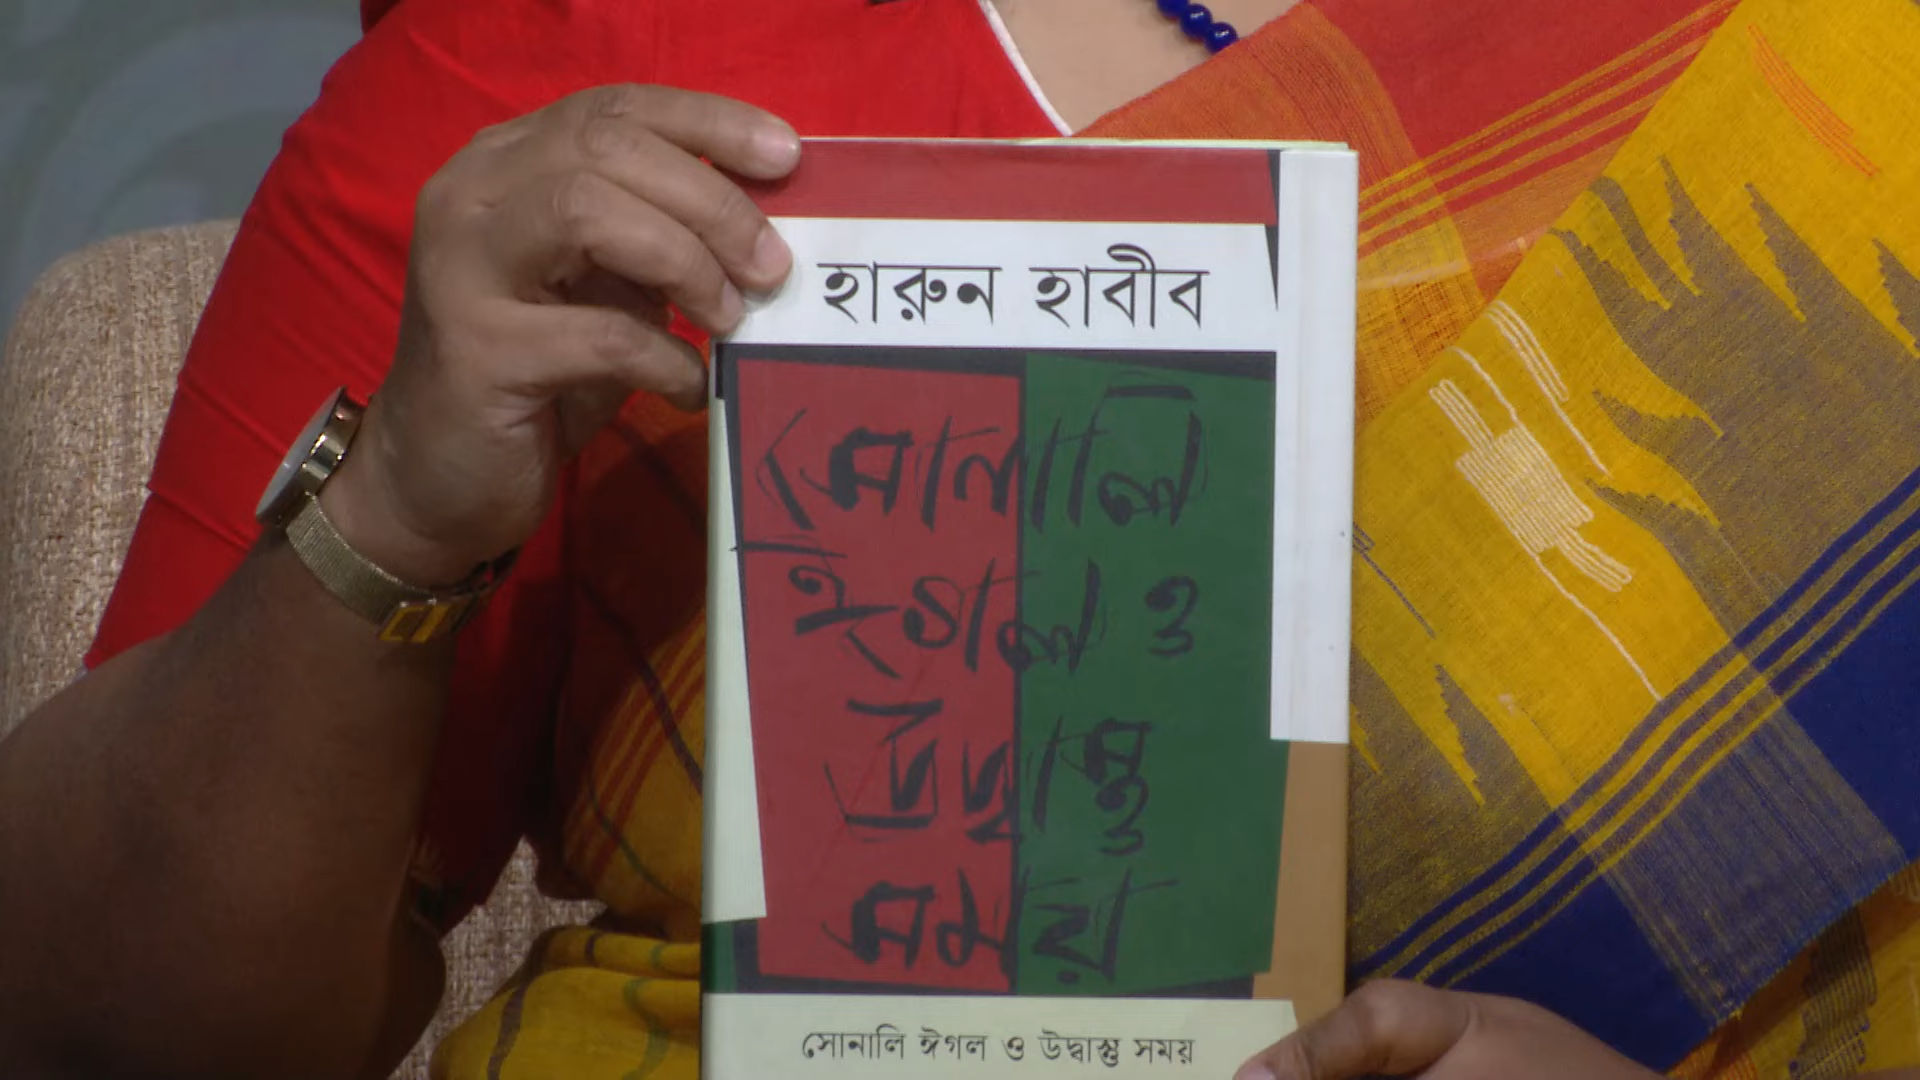 হারুন হাবীব
সোনালি
ঈগল ও
উদ্বাস্তু
সময়
সোনালি ঈগল ও উদ্বাস্তু সময়